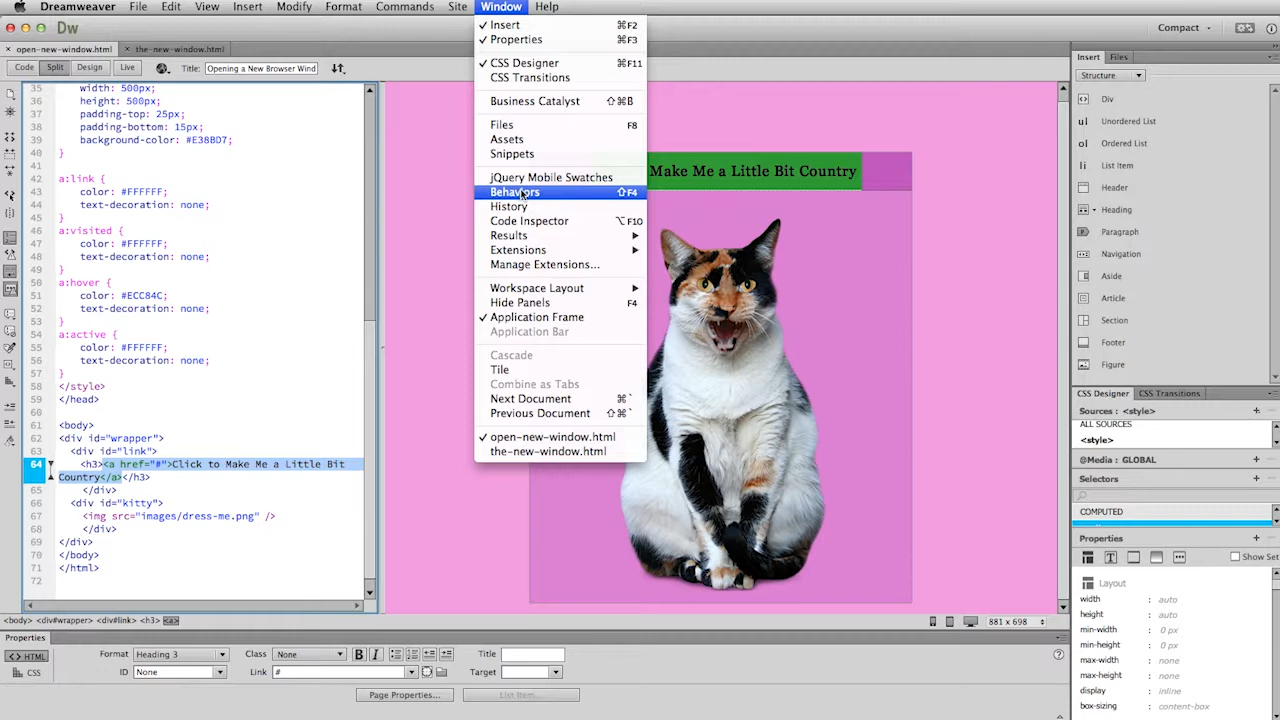 Dreamweaver File Edit View Insert Modify Format Commands Site Window Help
Dw Compact
open-new-window.html the-new-window.html
Code Split Design Live Title: Opening a New Browser Wind
35 width: 500px;
36 height: 500px;
37 padding-top: 25px;
38 padding-bottom: 15px;
39 background-color: #E38BD7;
40 }
41
42 a:link {
43 color: #FFFFFF;
44 text-decoration: none;
45 }
46 a:visited {
47 color: #FFFFFF;
48 text-decoration: none;
49 }
50 a:hover {
51 color: #ECC84C;
52 text-decoration: none;
53 }
54 a:active {
55 color: #FFFFFF;
56 text-decoration: none;
57 }
58 </style>
59 </head>
60
61 <body>
62 <div id="wrapper">
63 <div id="link">
64 <h3><a href="#">Click to Make Me a Little Bit
Country</a></h3>
65 </div>
66 <div id="kitty">
67 <img src="images/dress-me.png" />
68 </div>
69 </div>
70 </body>
71 </html>
72
Insert ⌘F2
Properties ⌘F3
CSS Designer ⌘F11
CSS Transitions
Business Catalyst ⇧⌘B
Files F8
Assets
Snippets
jQuery Mobile Swatches
Behaviors ⇧F4
History
Code Inspector ⌥F10
Results
Extensions
Manage Extensions...
Workspace Layout
Hide Panels F4
Application Frame
Application Bar
Cascade
Tile
Combine as Tabs
Next Document ⌘`
Previous Document ⇧⌘`
open-new-window.html
the-new-window.html
Make Me a Little Bit Country
Insert Files
Structure
Div
ul Unordered List
ol Ordered List
li List Item
Header
Heading
Paragraph
Navigation
Aside
Article
Section
Footer
Figure
CSS Designer CSS Transitions
Sources : <style>
ALL SOURCES
<style>
@Media : GLOBAL
Selectors
COMPUTED
Properties
Show Set
Layout
width : auto
height : auto
min-width : 0 px
min-height : 0 px
max-width : none
max-height : none
display : inline
box-sizing : content-box
<body> <div#wrapper> <div#link> <h3> <a> 881 x 698
Properties
HTML Format Heading 3 Class None B I Title
CSS ID None Link # Target
Page Properties... List Item...